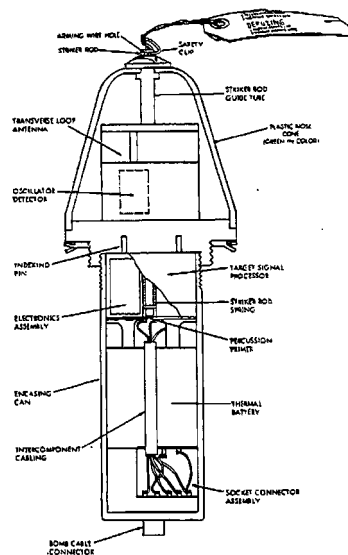 ARMING WIRE HOLE
STRIKER ROD
SAFETY
CLIP
DEFUSING
STRIKER ROD
GUIDE TUBE
TRANSVERSE LOOP
ANTENNA
PLASTIC NOSE
CONE
(GREEN IN COLOR)
OSCILLATOR
DETECTOR
INDEXING
PIN
TARGET SIGNAL
PROCESSOR
STRIKER ROD
SPRING
ELECTRONICS
ASSEMBLY
PERCUSSION
PRIMER
ENCASING
CAN
THERMAL
BATTERY
INTERCOMPONENT
CABLING
SOCKET CONNECTOR
ASSEMBLY
BOMB CABLE
CONNECTOR